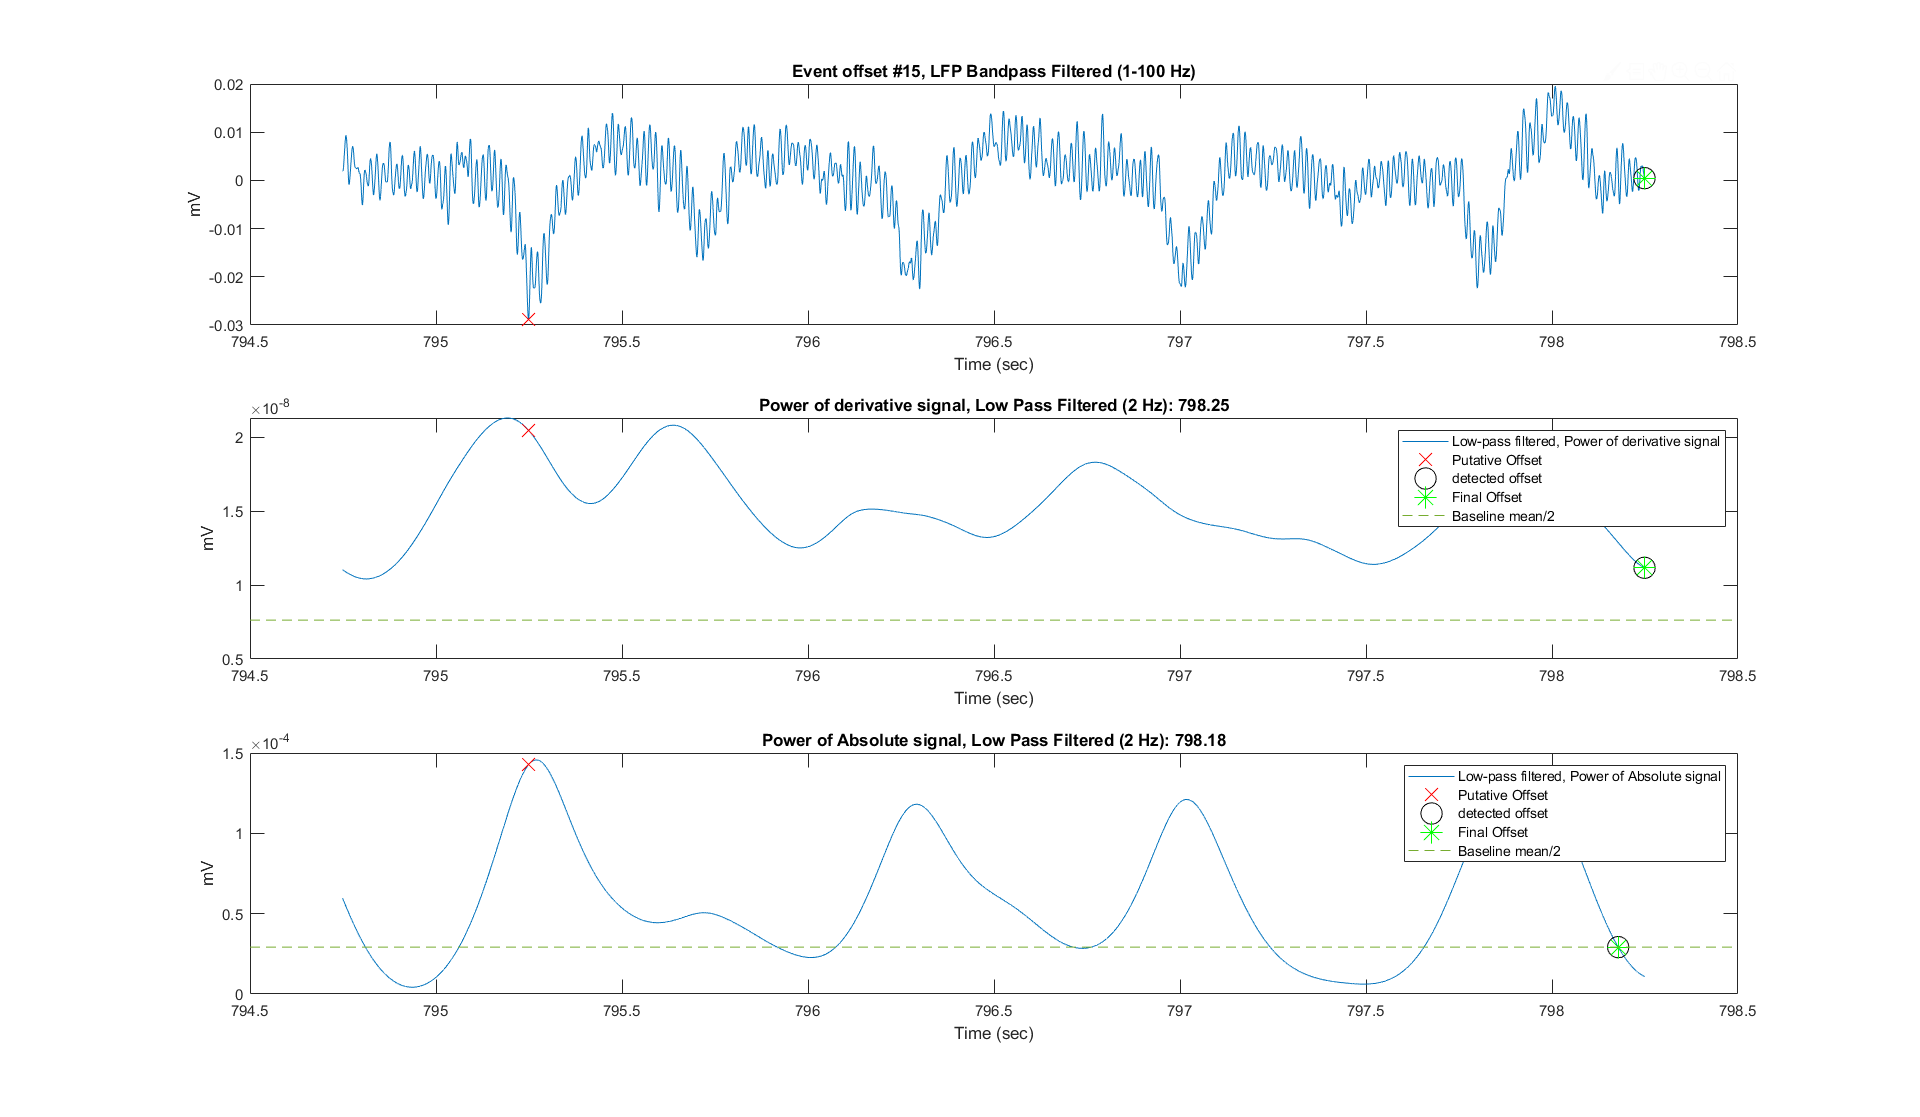 Event offset #15, LFP Bandpass Filtered (1-100 Hz)
0.02
0.01
0
-0.01
-0.02
-0.03
mV
794.5 795 795.5 796 796.5 797 797.5 798 798.5
Time (sec)
Power of derivative signal, Low Pass Filtered (2 Hz): 798.25
×10-8
2
1.5
1
0.5
mV
Low-pass filtered, Power of derivative signal
Putative Offset
detected offset
Final Offset
Baseline mean/2
794.5 795 795.5 796 796.5 797 797.5 798 798.5
Time (sec)
Power of Absolute signal, Low Pass Filtered (2 Hz): 798.18
×10-4
1.5
1
0.5
0
mV
Low-pass filtered, Power of Absolute signal
Putative Offset
detected offset
Final Offset
Baseline mean/2
794.5 795 795.5 796 796.5 797 797.5 798 798.5
Time (sec)